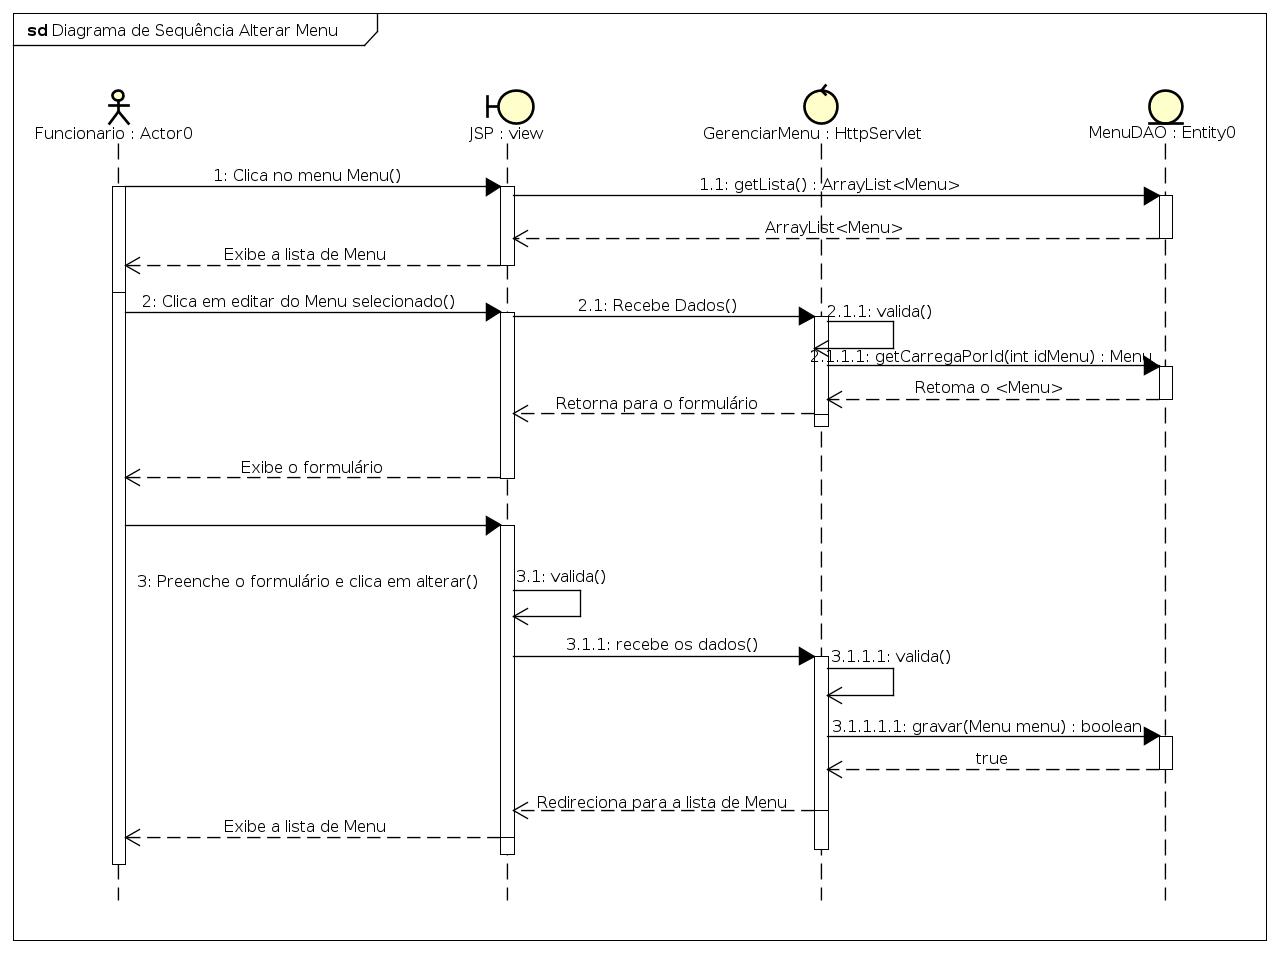 sd Diagrama de Sequência Alterar Menu
Funcionario : Actor0
JSP : view
GerenciarMenu : HttpServlet
MenuDAO : Entity0
1: Clica no menu Menu()
1.1: getLista() : ArrayList<Menu>
ArrayList<Menu>
Exibe a lista de Menu
2: Clica em editar do Menu selecionado()
2.1: Recebe Dados()
2.1.1: valida()
2.1.1.1: getCarregaPorId(int idMenu) : Menu
Retoma o <Menu>
Retorna para o formulário
Exibe o formulário
3: Preenche o formulário e clica em alterar()
3.1: valida()
3.1.1: recebe os dados()
3.1.1.1: valida()
3.1.1.1.1: gravar(Menu menu) : boolean
true
Redireciona para a lista de Menu
Exibe a lista de Menu